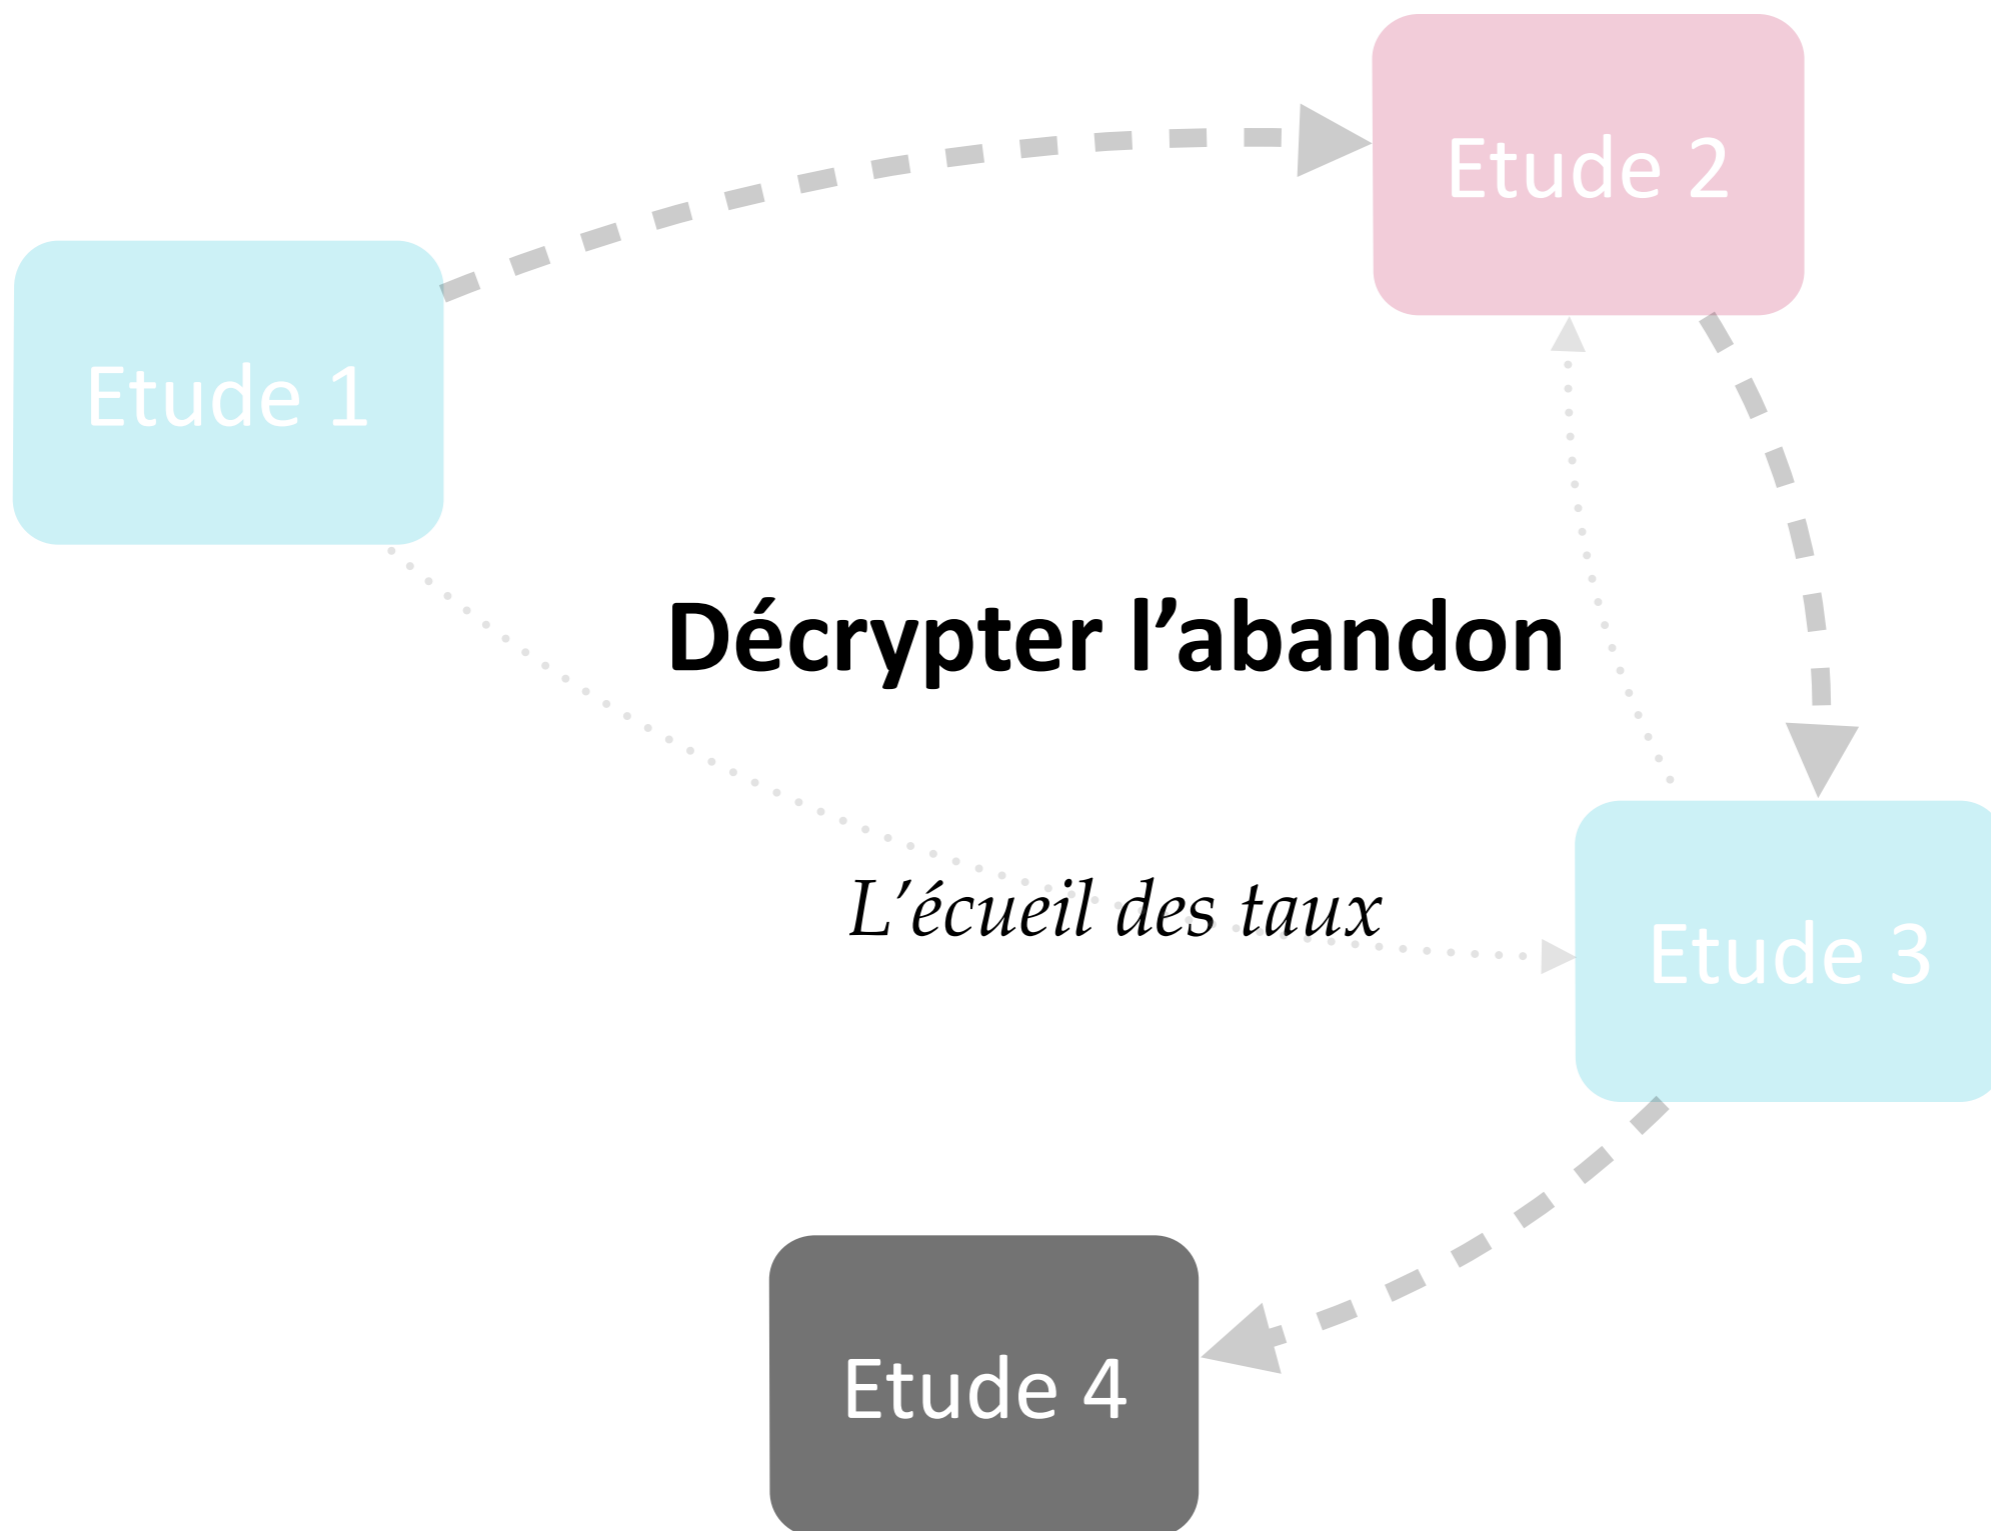 Etude 2
Etude 1
Décrypter l’abandon
L’écueil des taux
Etude 3
Etude 4